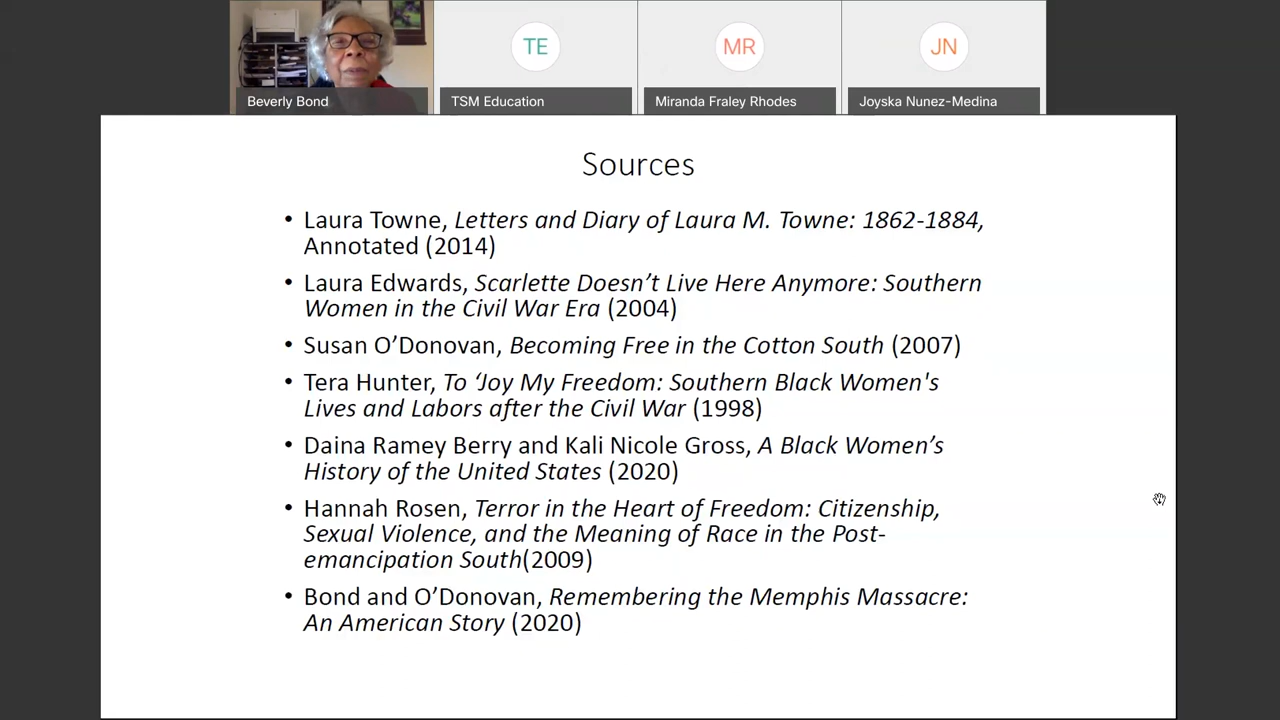 TE
MR
JN
Beverly Bond
TSM Education
Miranda Fraley Rhodes
Joyska Nunez-Medina
Sources
• Laura Towne, Letters and Diary of Laura M. Towne: 1862-1884,
Annotated (2014)
• Laura Edwards, Scarlette Doesn’t Live Here Anymore: Southern
Women in the Civil War Era (2004)
• Susan O’Donovan, Becoming Free in the Cotton South (2007)
• Tera Hunter, To ‘Joy My Freedom: Southern Black Women's
Lives and Labors after the Civil War (1998)
• Daina Ramey Berry and Kali Nicole Gross, A Black Women’s
History of the United States (2020)
• Hannah Rosen, Terror in the Heart of Freedom: Citizenship,
Sexual Violence, and the Meaning of Race in the Post-
emancipation South(2009)
• Bond and O’Donovan, Remembering the Memphis Massacre:
An American Story (2020)